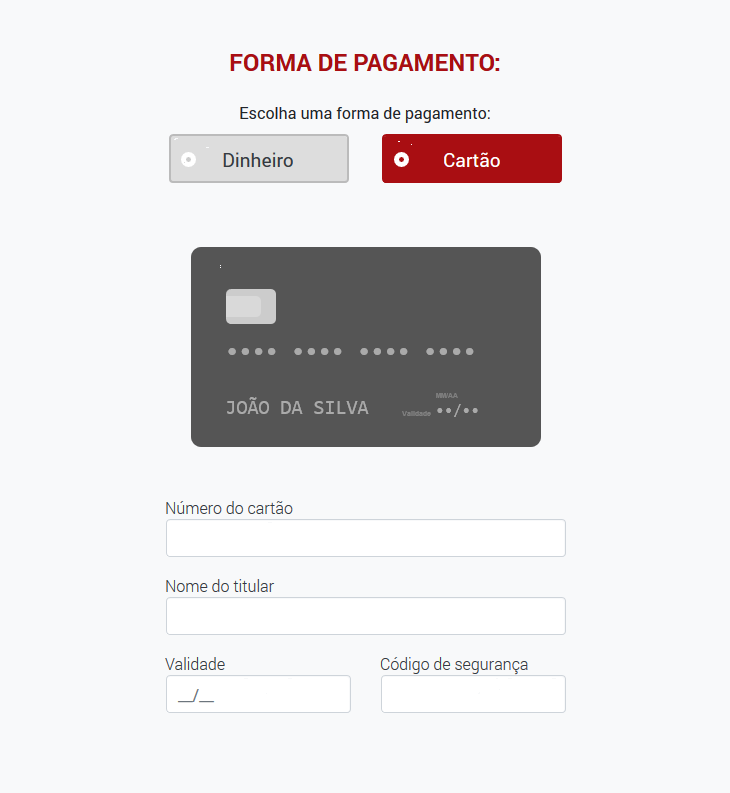 FORMA DE PAGAMENTO:
Escolha uma forma de pagamento:
Dinheiro
Cartão
•••• •••• •••• ••••
MM/AA
JOÃO DA SILVA
Validade ••/••
Número do cartão
Nome do titular
Validade
Código de segurança
__/__